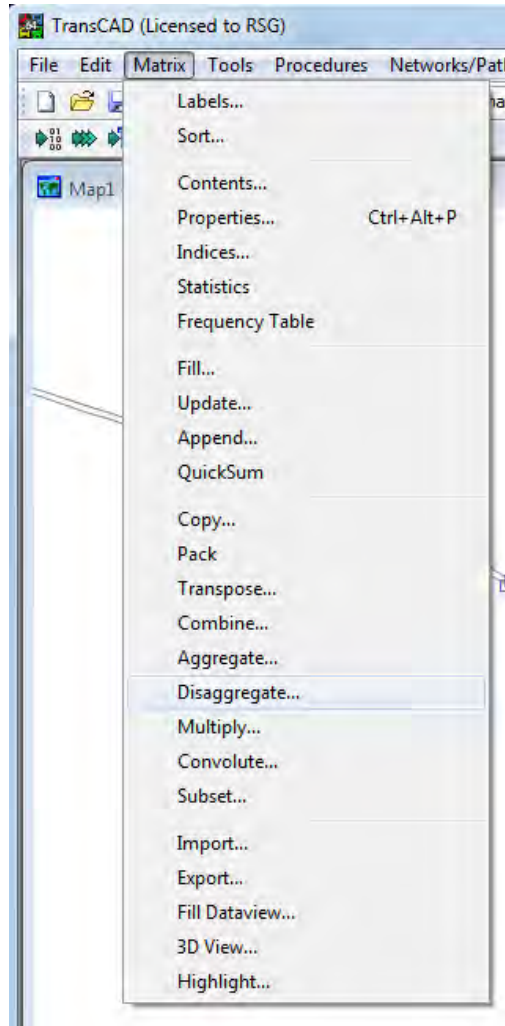 TransCAD (Licensed to RSG)
File Edit Matrix Tools Procedures Networks/Pat
Labels...
Sort...
Map1
Contents...
Properties... Ctrl+Alt+P
Indices...
Statistics
Frequency Table
Fill...
Update...
Append...
QuickSum
Copy...
Pack
Transpose...
Combine...
Aggregate...
Disaggregate...
Multiply...
Convolute...
Subset...
Import...
Export...
Fill Dataview...
3D View...
Highlight...